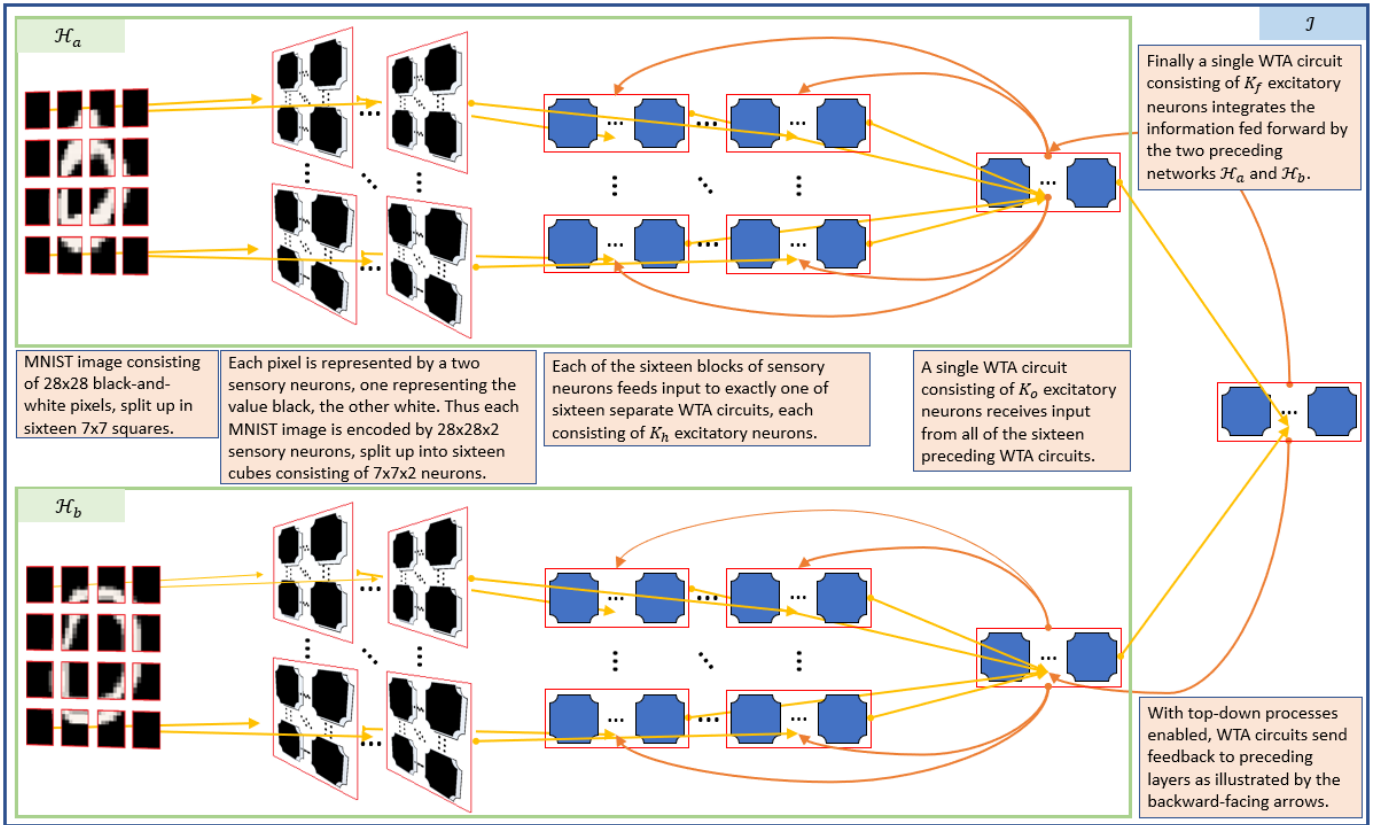 ℋₐ
ℐ
Finally a single WTA circuit
consisting of K_f excitatory
neurons integrates the
information fed forward by
the two preceding
networks ℋₐ and ℋ_b.
MNIST image consisting
of 28x28 black-and-
white pixels, split up in
sixteen 7x7 squares.
Each pixel is represented by a two
sensory neurons, one representing the
value black, the other white. Thus each
MNIST image is encoded by 28x28x2
sensory neurons, split up into sixteen
cubes consisting of 7x7x2 neurons.
Each of the sixteen blocks of sensory
neurons feeds input to exactly one of
sixteen separate WTA circuits, each
consisting of K_h excitatory neurons.
A single WTA circuit
consisting of K_o excitatory
neurons receives input
from all of the sixteen
preceding WTA circuits.
ℋ_b
With top-down processes
enabled, WTA circuits send
feedback to preceding
layers as illustrated by the
backward-facing arrows.